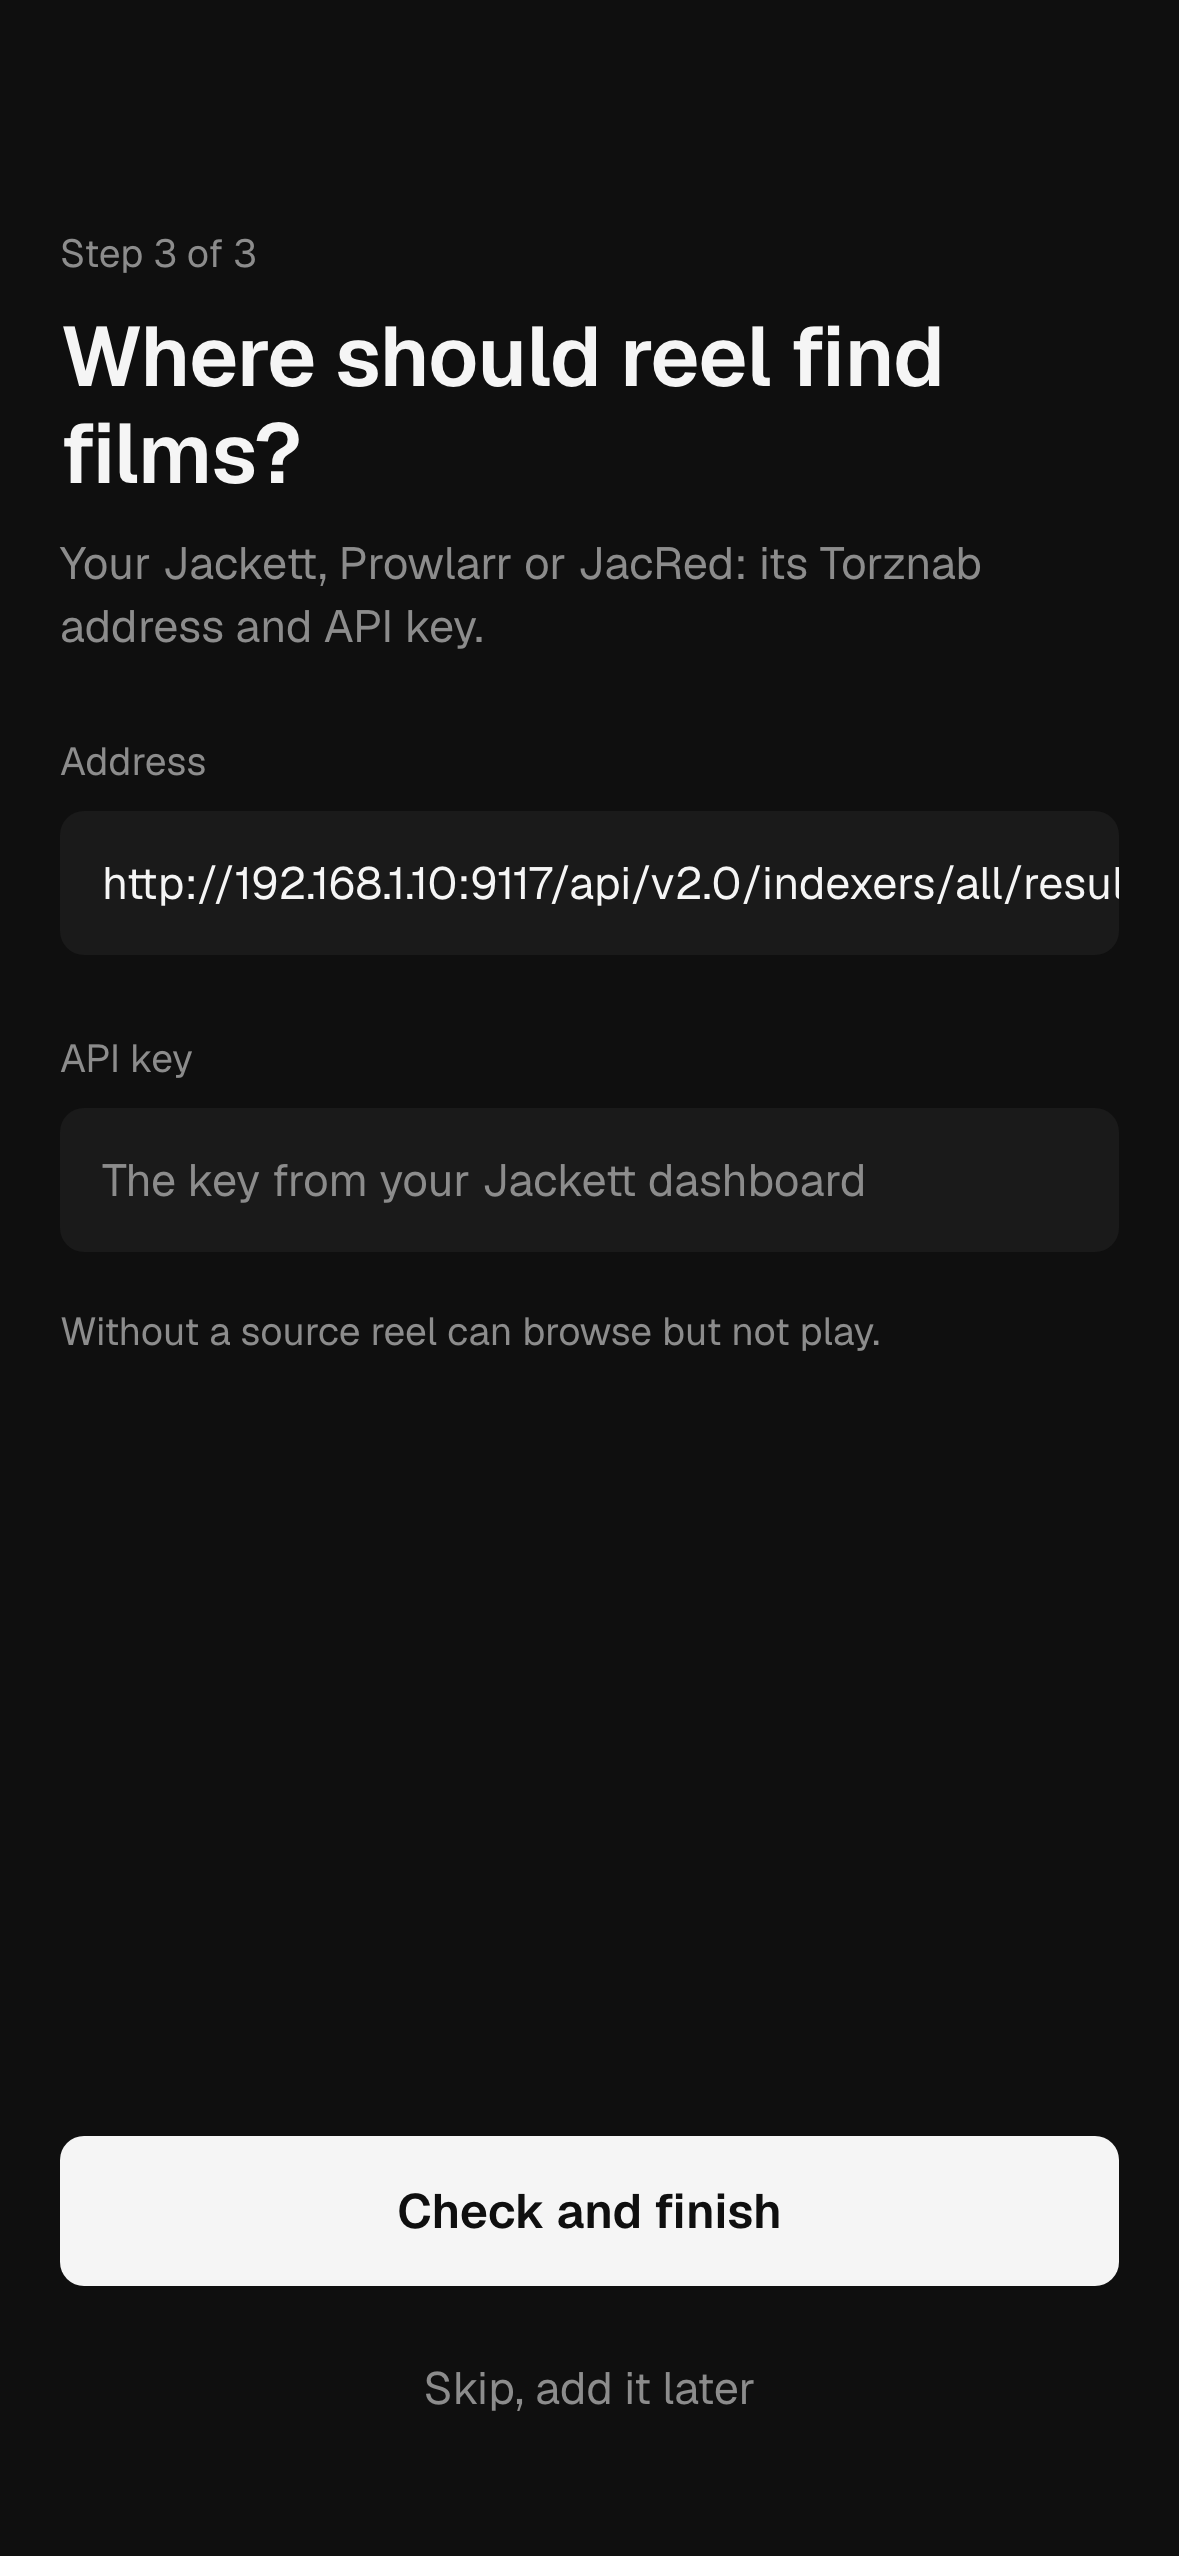 Step 3 of 3
Where should reel find
films?
Your Jackett, Prowlarr or JacRed: its Torznab
address and API key.
Address
http://192.168.1.10:9117/api/v2.0/indexers/all/resul
API key
The key from your Jackett dashboard
Without a source reel can browse but not play.
Check and finish
Skip, add it later